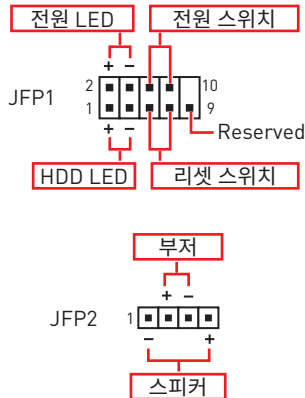 전원 LED 전원 스위치
+ −
2 10
JFP1
1 9
+ −
Reserved
HDD LED 리셋 스위치
부저
+ −
JFP2 1
− +
스피커